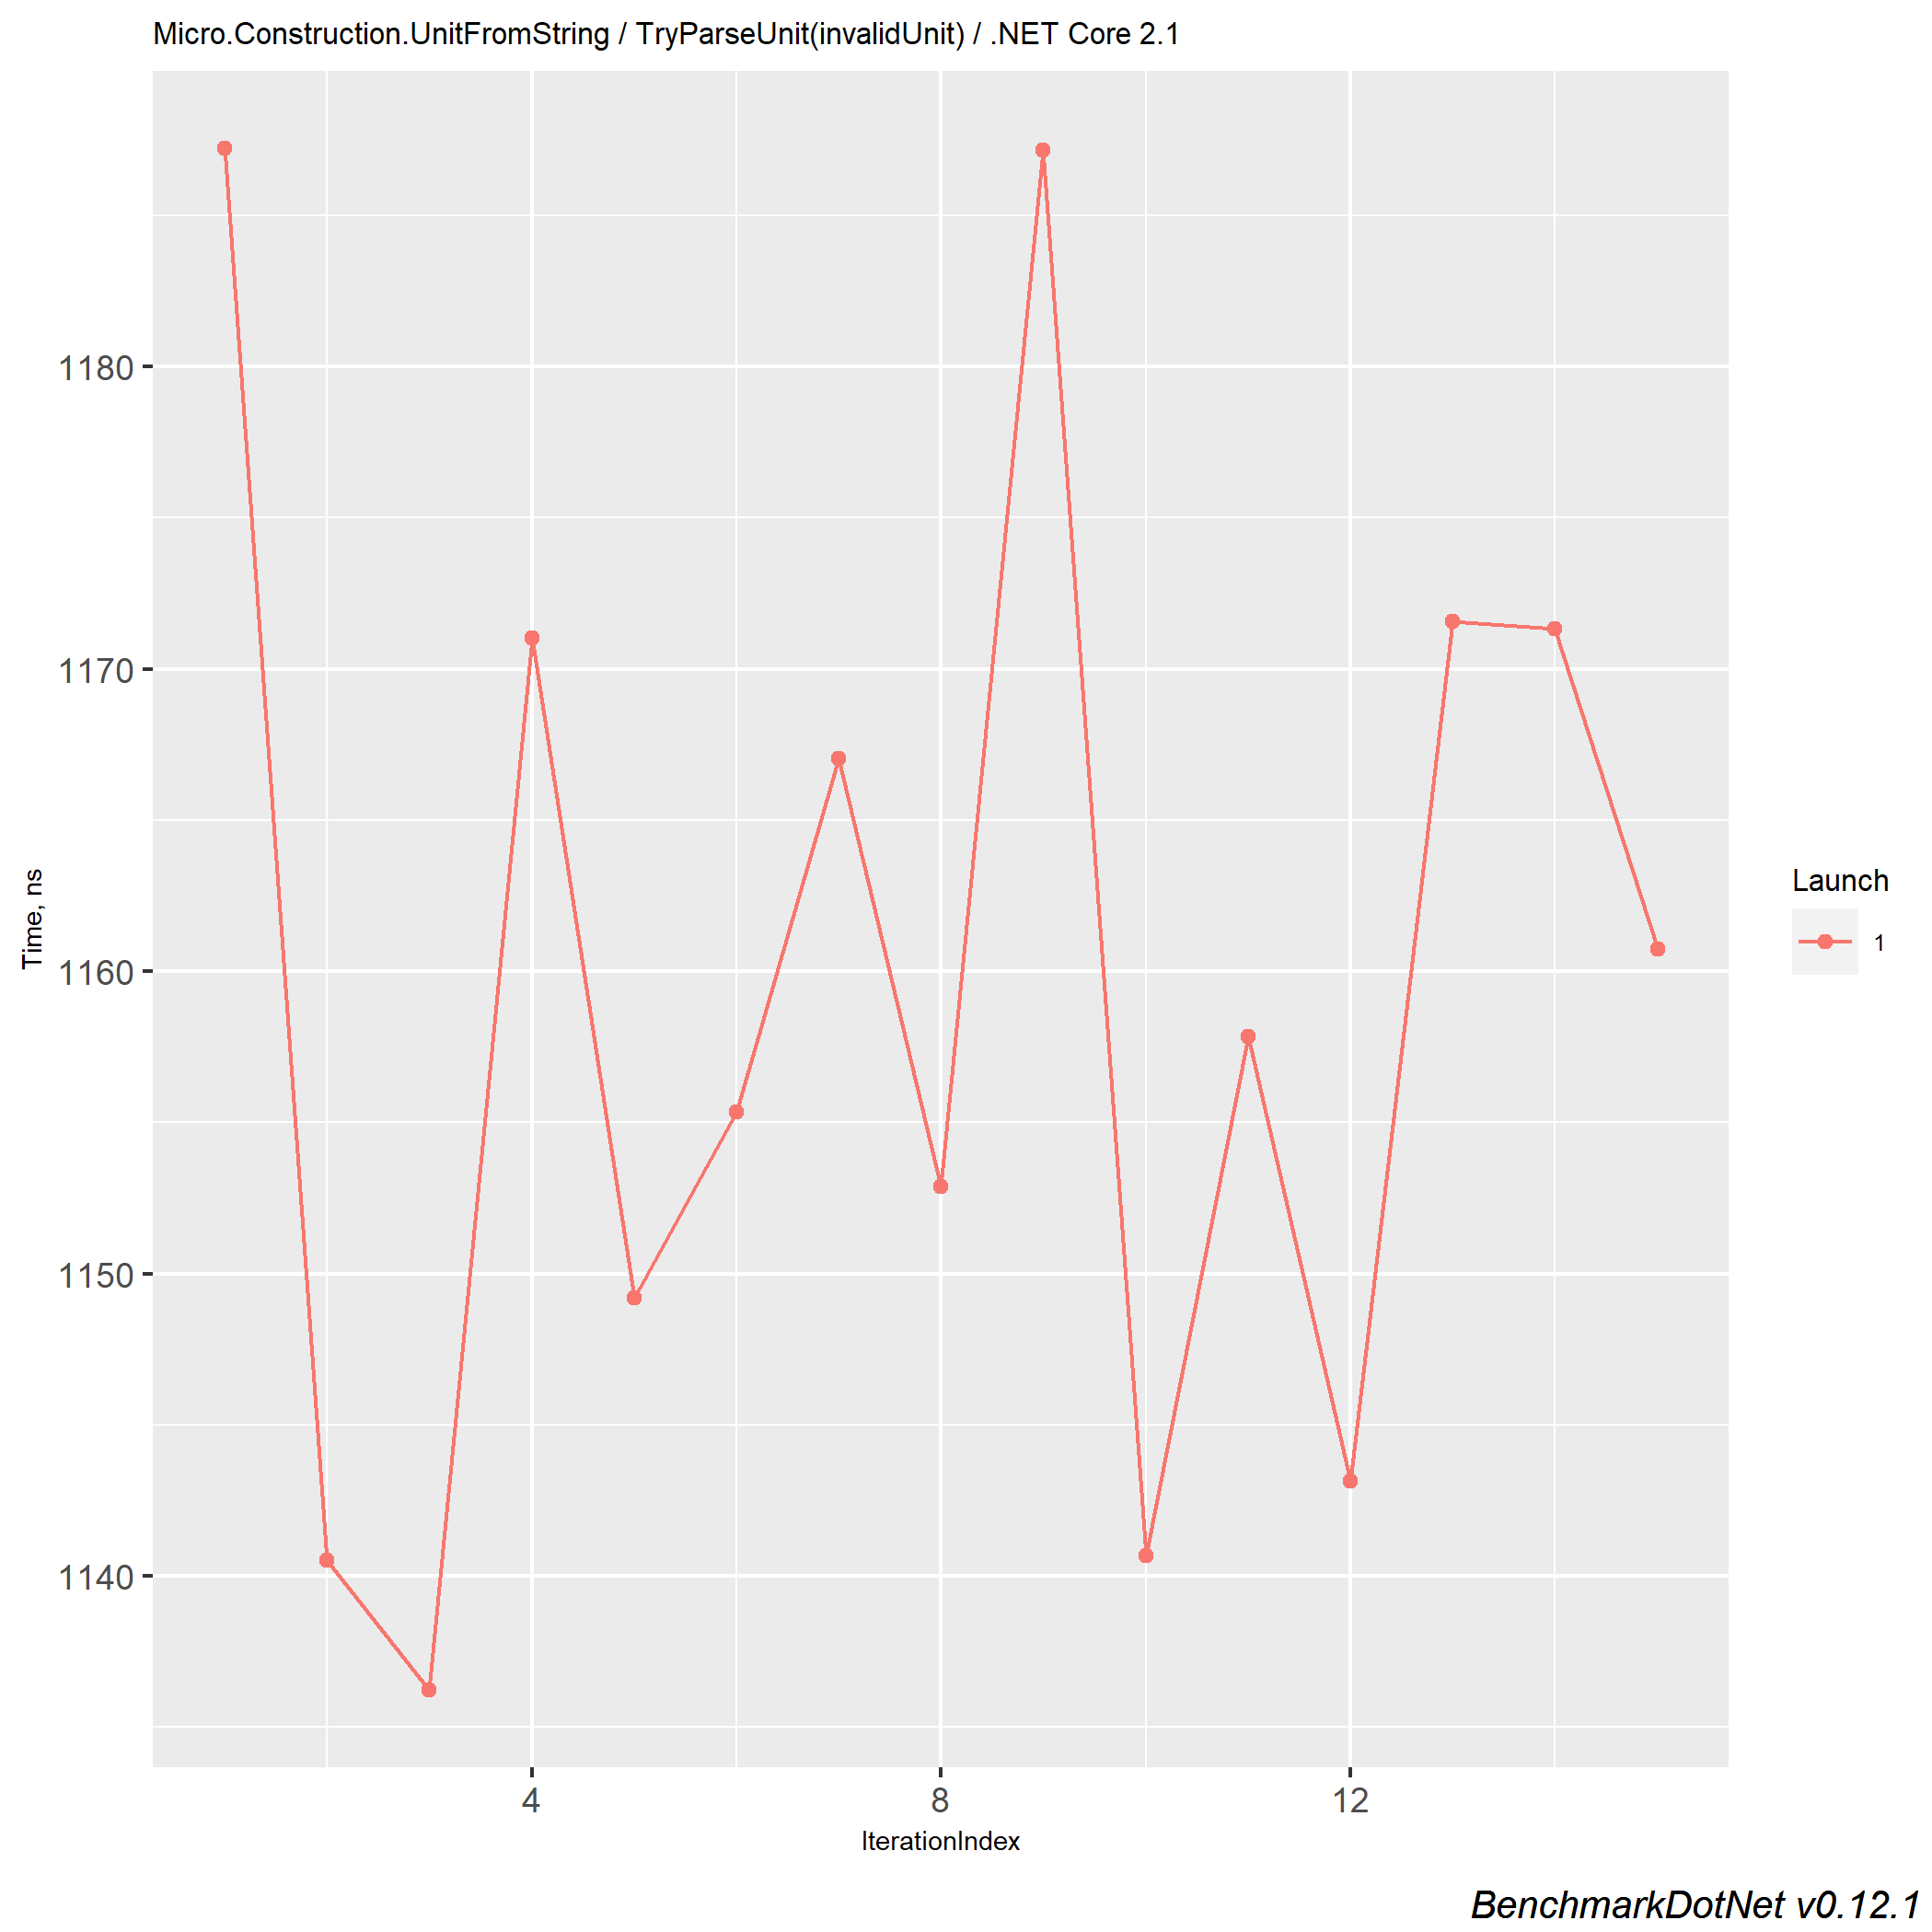 Micro.Construction.UnitFromString / TryParseUnit(invalidUnit) / .NET Core 2.1
Time, ns
1180
1170
1160
1150
1140
4 8 12
IterationIndex
Launch
1
BenchmarkDotNet v0.12.1